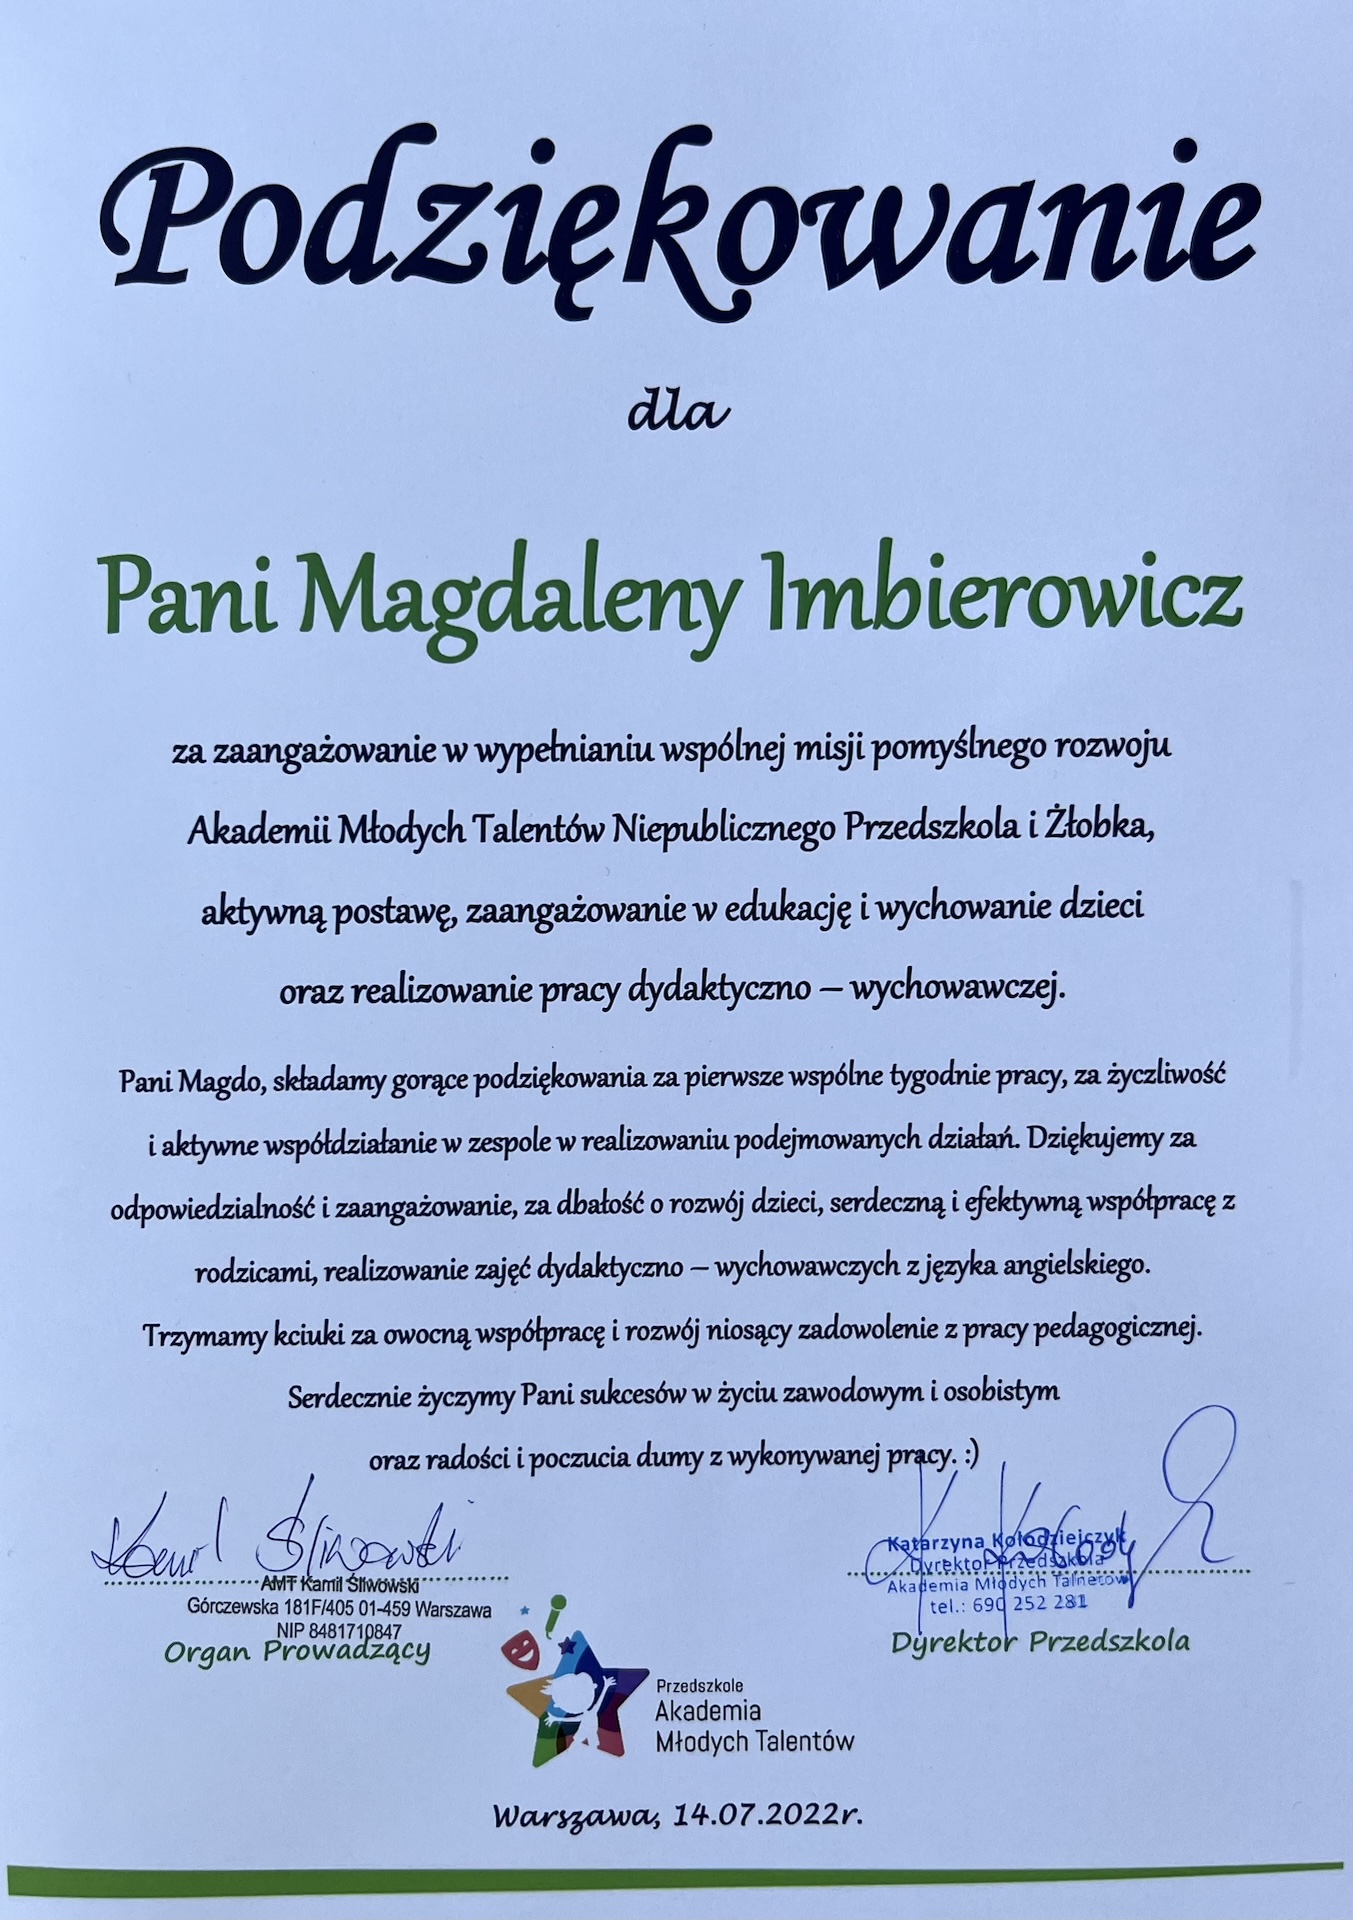 Podziękowanie
dla
Pani Magdaleny Imbierowicz
za zaangażowanie w wypełnianiu wspólnej misji pomyślnego rozwoju
Akademii Młodych Talentów Niepublicznego Przedszkola i Żłobka,
aktywną postawę, zaangażowanie w edukację i wychowanie dzieci
oraz realizowanie pracy dydaktyczno – wychowawczej.
Pani Magdo, składamy gorące podziękowania za pierwsze wspólne tygodnie pracy, za życzliwość
i aktywne współdziałanie w zespole w realizowaniu podejmowanych działań. Dziękujemy za
odpowiedzialność i zaangażowanie, za dbałość o rozwój dzieci, serdeczną i efektywną współpracę z
rodzicami, realizowanie zajęć dydaktyczno – wychowawczych z języka angielskiego.
Trzymamy kciuki za owocną współpracę i rozwój niosący zadowolenie z pracy pedagogicznej.
Serdecznie życzymy Pani sukcesów w życiu zawodowym i osobistym
oraz radości i poczucia dumy z wykonywanej pracy. :)
Kamil Śliwowski
AMT Kamil Śliwowski
Górczewska 181F/405 01-459 Warszawa
NIP 8481710847
Organ Prowadzący
Katarzyna Kołodziejczyk
Dyrektor Przedszkola
Akademia Młodych Talnetow
tel.: 690 252 281
Dyrektor Przedszkola
Przedszkole
Akademia
Młodych Talentów
Warszawa, 14.07.2022r.